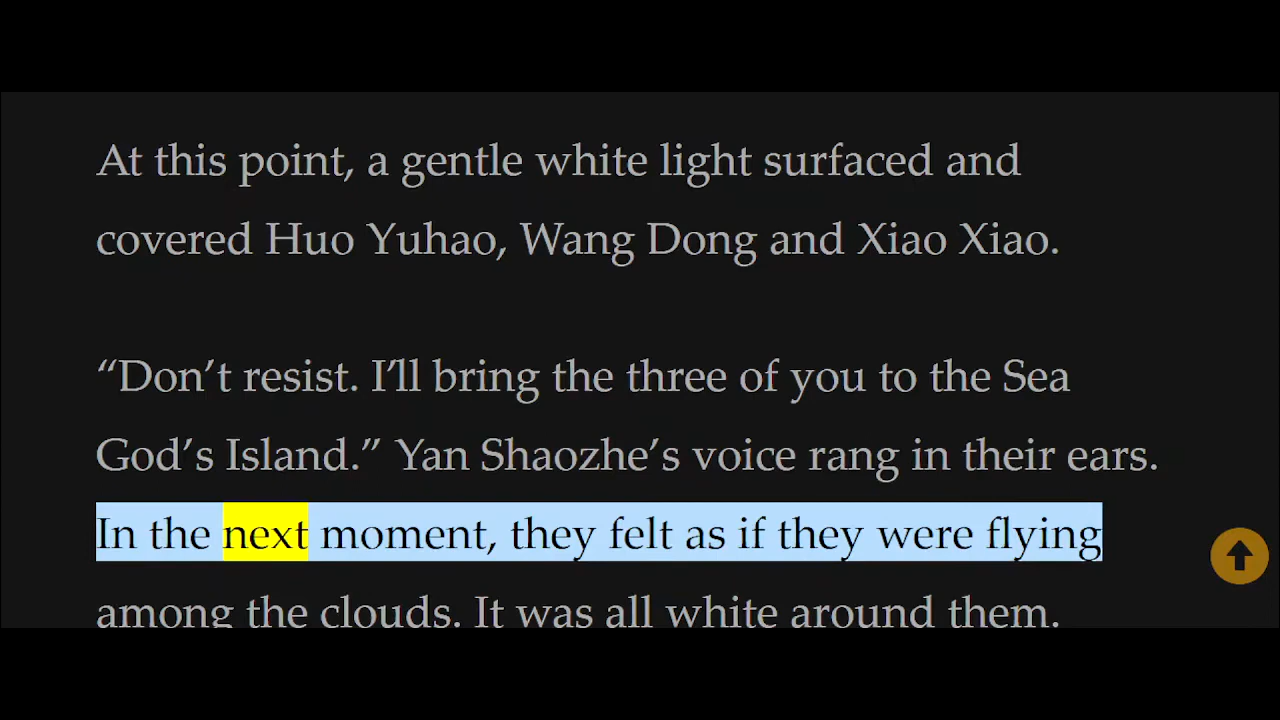 At this point, a gentle white light surfaced and
covered Huo Yuhao, Wang Dong and Xiao Xiao.
“Don’t resist. I’ll bring the three of you to the Sea
God’s Island.” Yan Shaozhe’s voice rang in their ears.
In the next moment, they felt as if they were flying
among the clouds. It was all white around them.